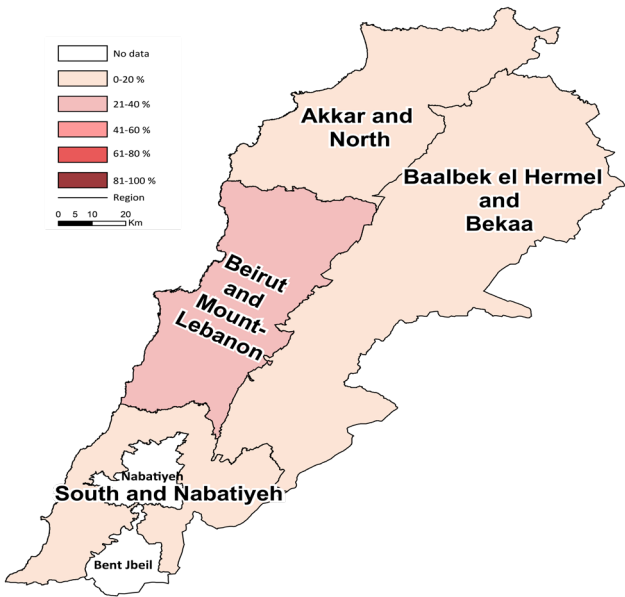 No data
0-20 %
21-40 %
41-60 %
61-80 %
81-100 %
Region
0 5 10 20
Km
Akkar and
North
Baalbek el Hermel
and
Bekaa
Beirut
and
Mount-
Lebanon
Nabatiyeh
South and Nabatiyeh
Bent Jbeil